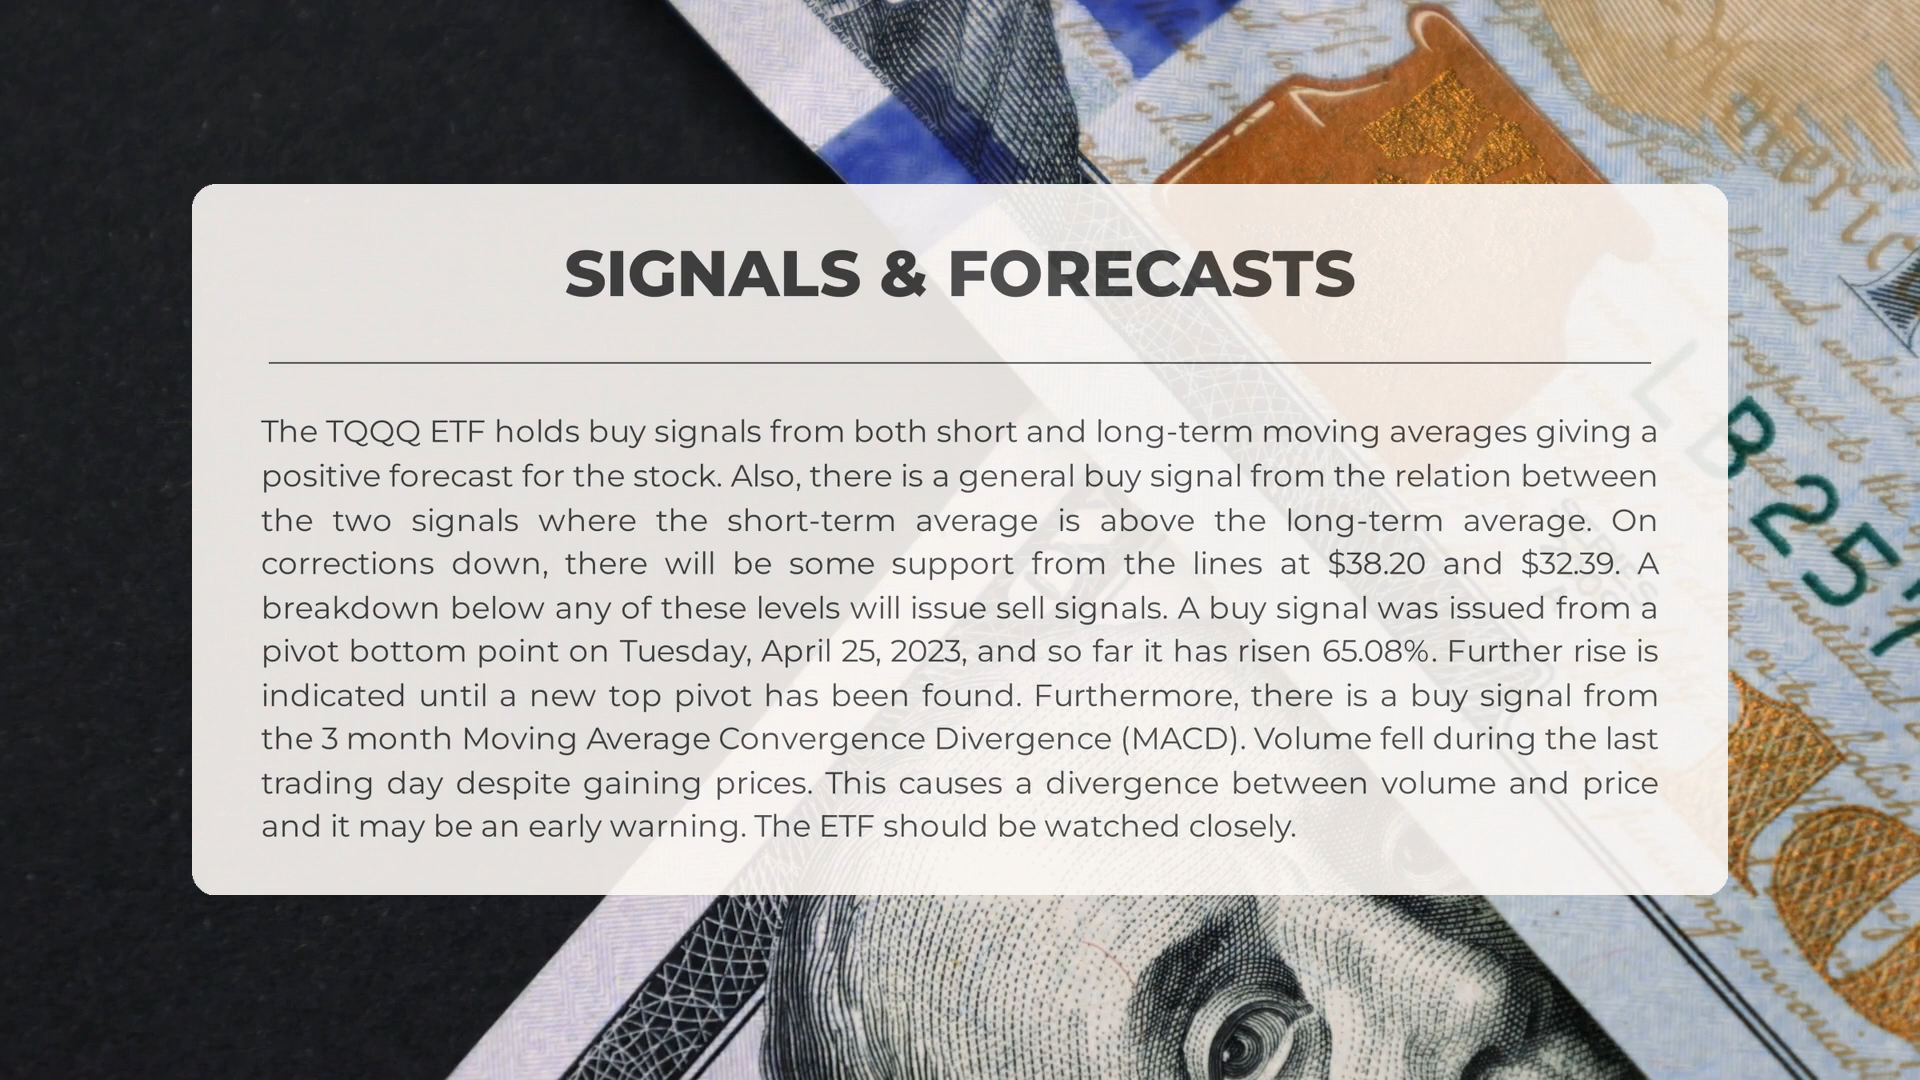 SIGNALS & FORECASTS
The TQQQ ETF holds buy signals from both short and long-term moving averages giving a
positive forecast for the stock. Also, there is a general buy signal from the relation between
the two signals where the short-term average is above the long-term average. On
corrections down, there will be some support from the lines at $38.20 and $32.39. A
breakdown below any of these levels will issue sell signals. A buy signal was issued from a
pivot bottom point on Tuesday, April 25, 2023, and so far it has risen 65.08%. Further rise is
indicated until a new top pivot has been found. Furthermore, there is a buy signal from
the 3 month Moving Average Convergence Divergence (MACD). Volume fell during the last
trading day despite gaining prices. This causes a divergence between volume and price
and it may be an early warning. The ETF should be watched closely.
LB25